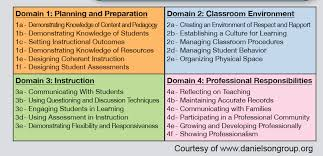 Domain 1: Planning and Preparation
1a - Demonstrating Knowledge of Content and Pedagogy
1b- Demonstrating Knowledge of Students
1c - Setting Instructional Outcomes
1d - Demonstrating Knowledge of Resources
1e - Designing Coherent Instruction
1f - Designing Student Assessments
Domain 2: Classroom Environment
2a - Creating an Environment of Respect and Rapport
2b - Establishing a Culture for Learning
2c- Managing Classroom Procedures
2d- Managing Student Behavior
2e - Organizing Physical Space
Domain 3: Instruction
3a- Communicating With Students
3b- Using Questioning and Discussion Techniques
3c- Engaging Students in Learning
3d- Using Assessment in Instruction
3e- Demonstrating Flexibility and Responsiveness
Domain 4: Professional Responsibilities
4a- Reflecting on Teaching
4b- Maintaining Accurate Records
4c- Communicating with Families
4d- Participating in a Professional Community
4e- Growing and Developing Professionally
4f- Showing Professionalism
Courtesy of www.danielsongroup.org